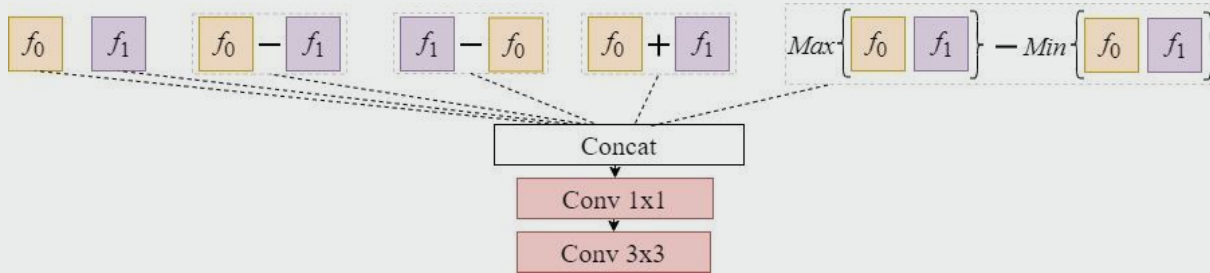 f₀ f₁ f₀ − f₁ f₁ − f₀ f₀ + f₁ Max{f₀ f₁} − Min{f₀ f₁}
Concat
Conv 1x1
Conv 3x3